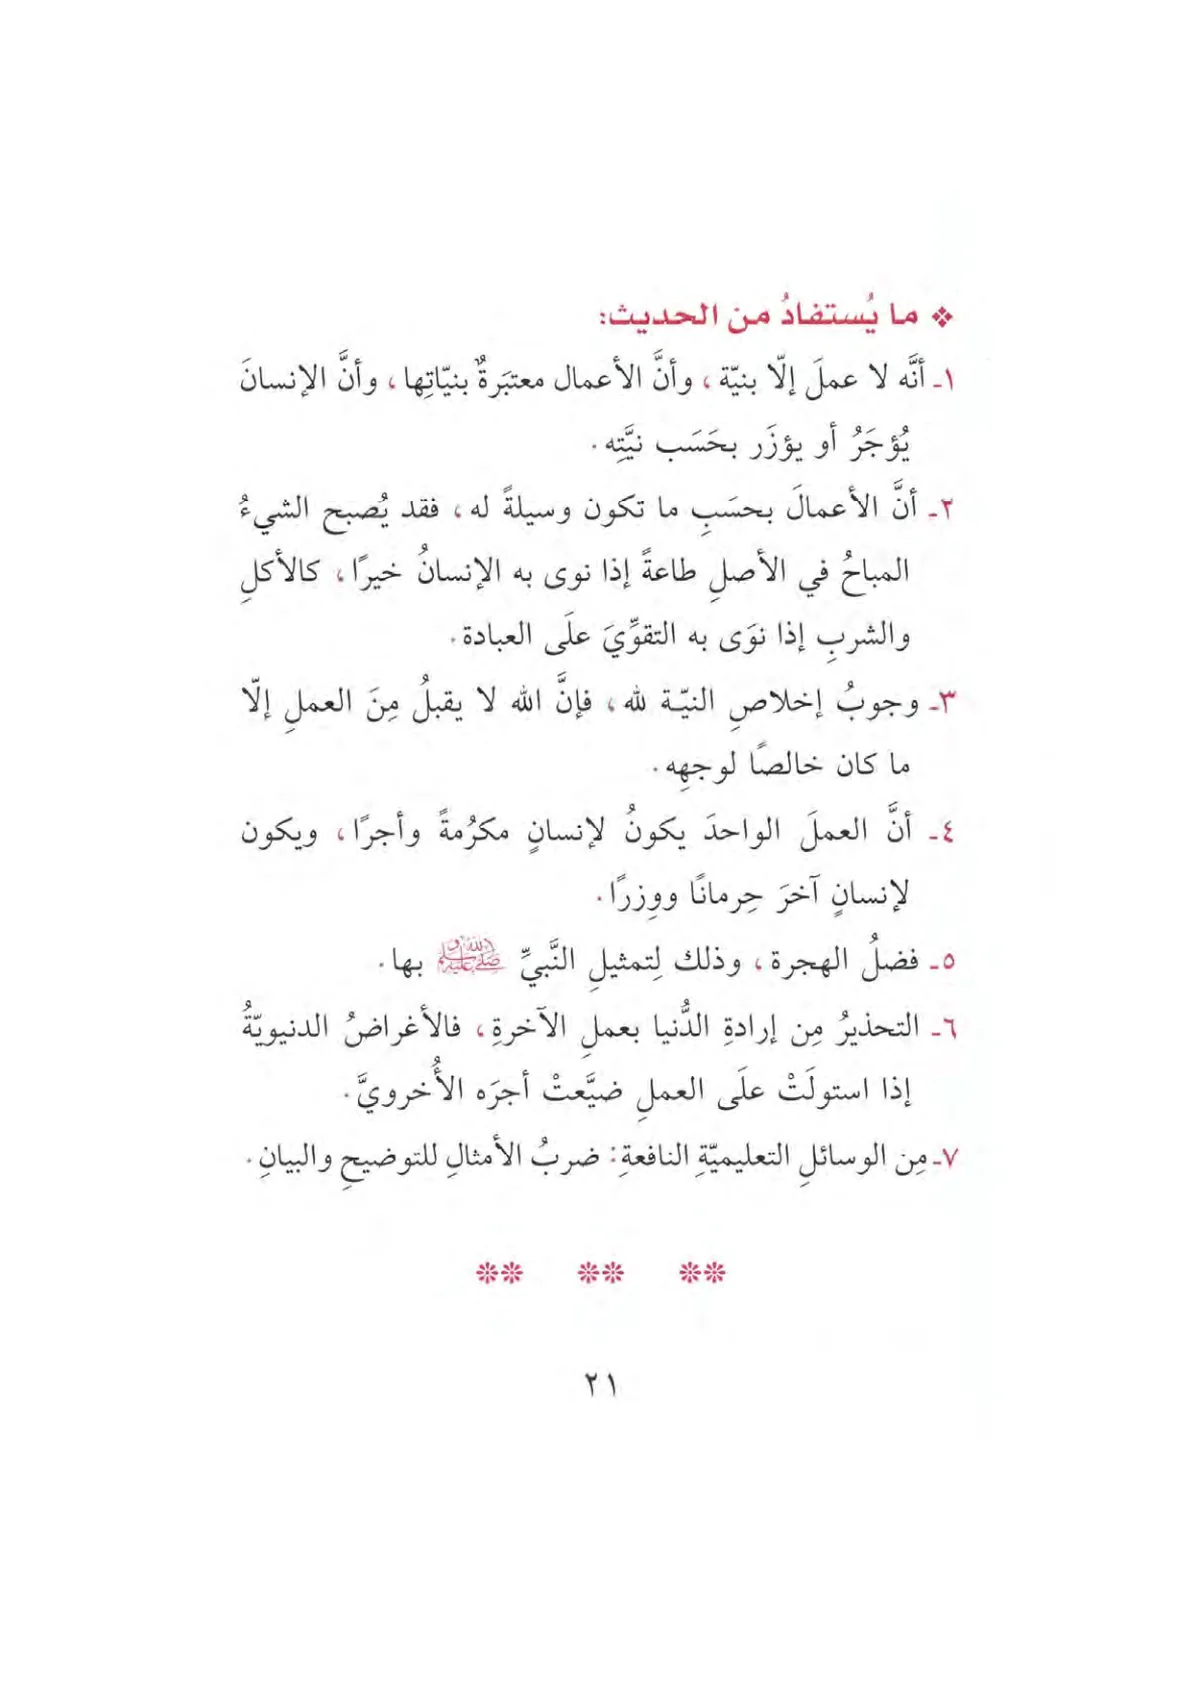 ❖ ما يُستفادُ من الحديث:
١- أنَّه لا عملَ إلّا بنيّة، وأنَّ الأعمال معتبَرةٌ بنيّاتِها، وأنَّ الإنسانَ
يُؤجَرُ أو يؤزَر بحَسَب نيَّتِه.
٢- أنَّ الأعمالَ بحسَبِ ما تكون وسيلةً له، فقد يُصبح الشيءُ
المباحُ في الأصلِ طاعةً إذا نوى به الإنسانُ خيرًا، كالأكلِ
والشربِ إذا نوَى به التقوِّيَ علَى العبادة.
٣- وجوبُ إخلاصِ النيّة لله، فإنَّ الله لا يقبلُ مِنَ العملِ إلّا
ما كان خالصًا لوجهِه.
٤- أنَّ العملَ الواحدَ يكونُ لإنسانٍ مكرُمةً وأجرًا، ويكون
لإنسانٍ آخرَ حِرمانًا ووِزرًا.
٥- فضلُ الهجرة، وذلك لِتمثيلِ النَّبيِّ ﷺ بها.
٦- التحذيرُ مِن إرادةِ الدُّنيا بعملِ الآخرةِ، فالأغراضُ الدنيويّةُ
إذا استولَتْ علَى العملِ ضيَّعتْ أجرَه الأُخرويَّ.
٧- مِن الوسائلِ التعليميّةِ النافعةِ: ضربُ الأمثالِ للتوضيحِ والبيانِ.
٢١